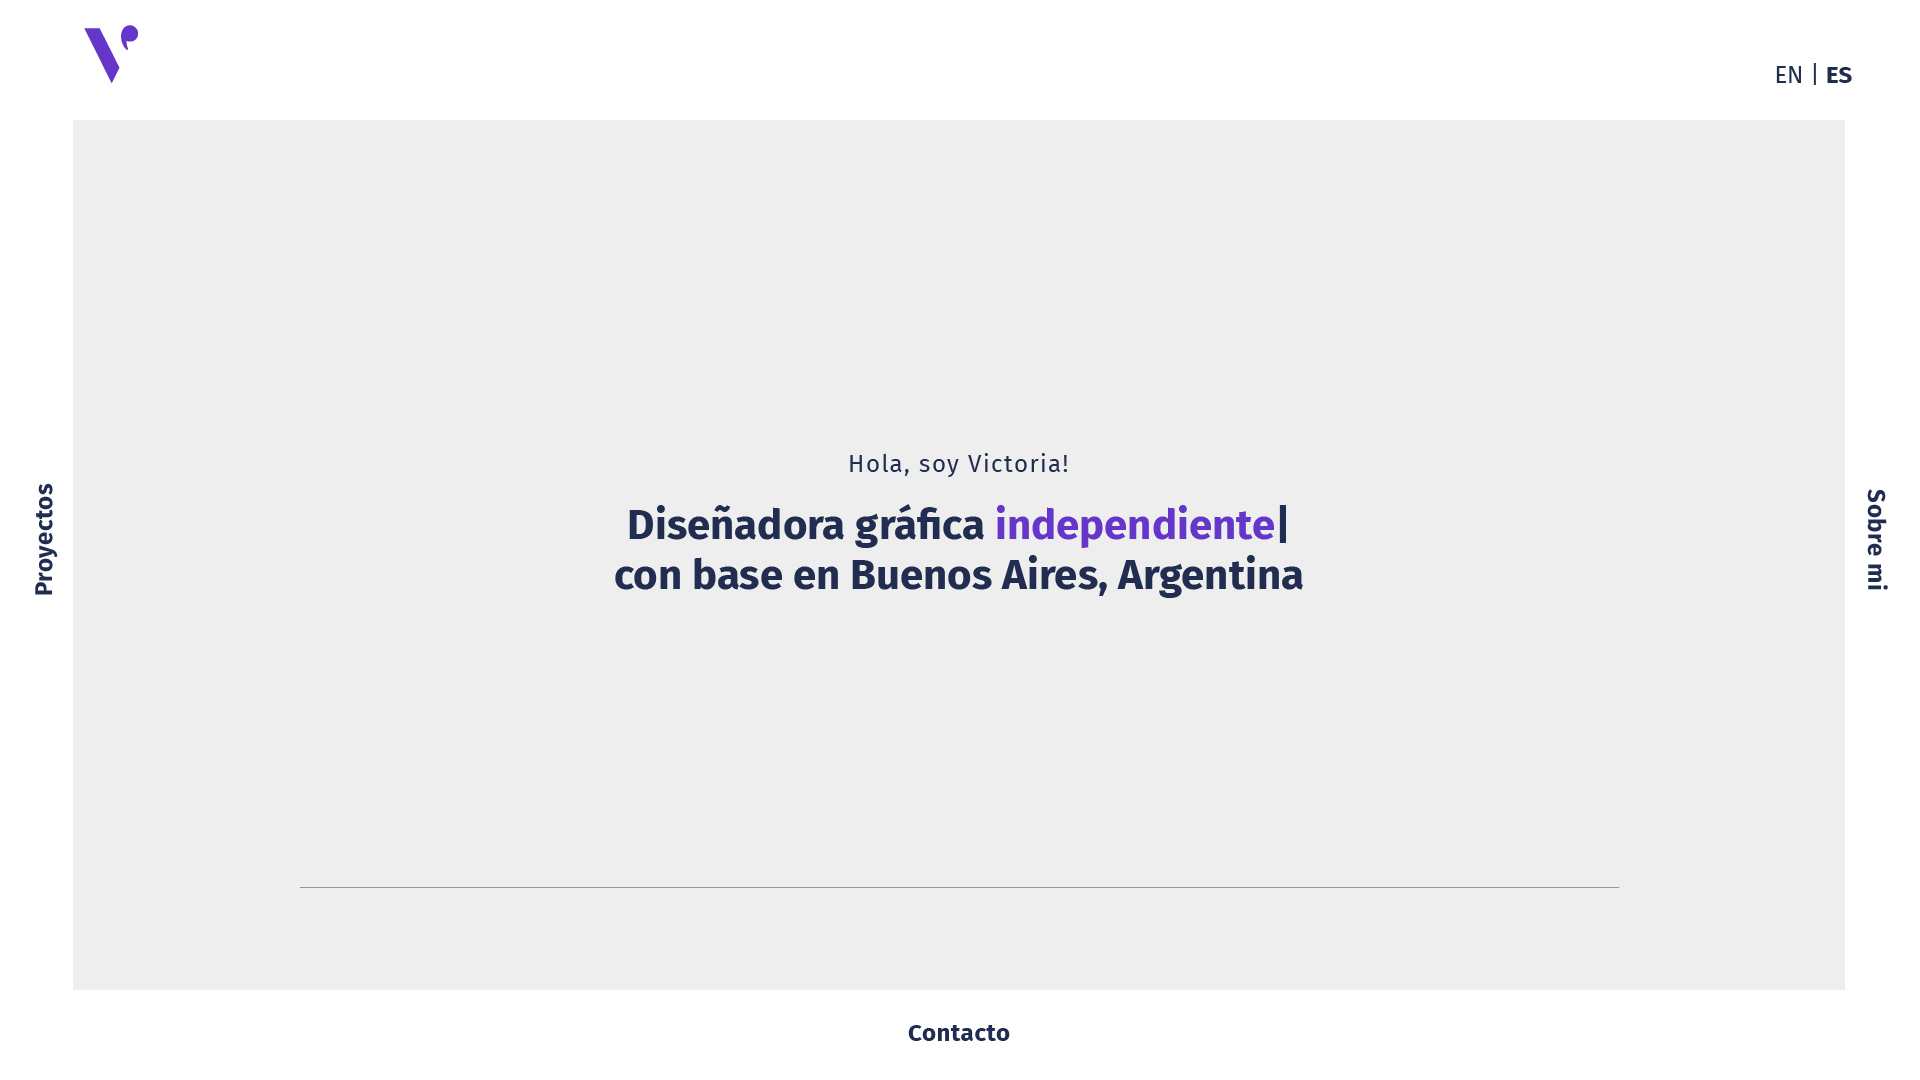 EN | ES
Proyectos
Hola, soy Victoria!
Diseñadora gráfica independiente|
con base en Buenos Aires, Argentina
Sobre mi
Contacto